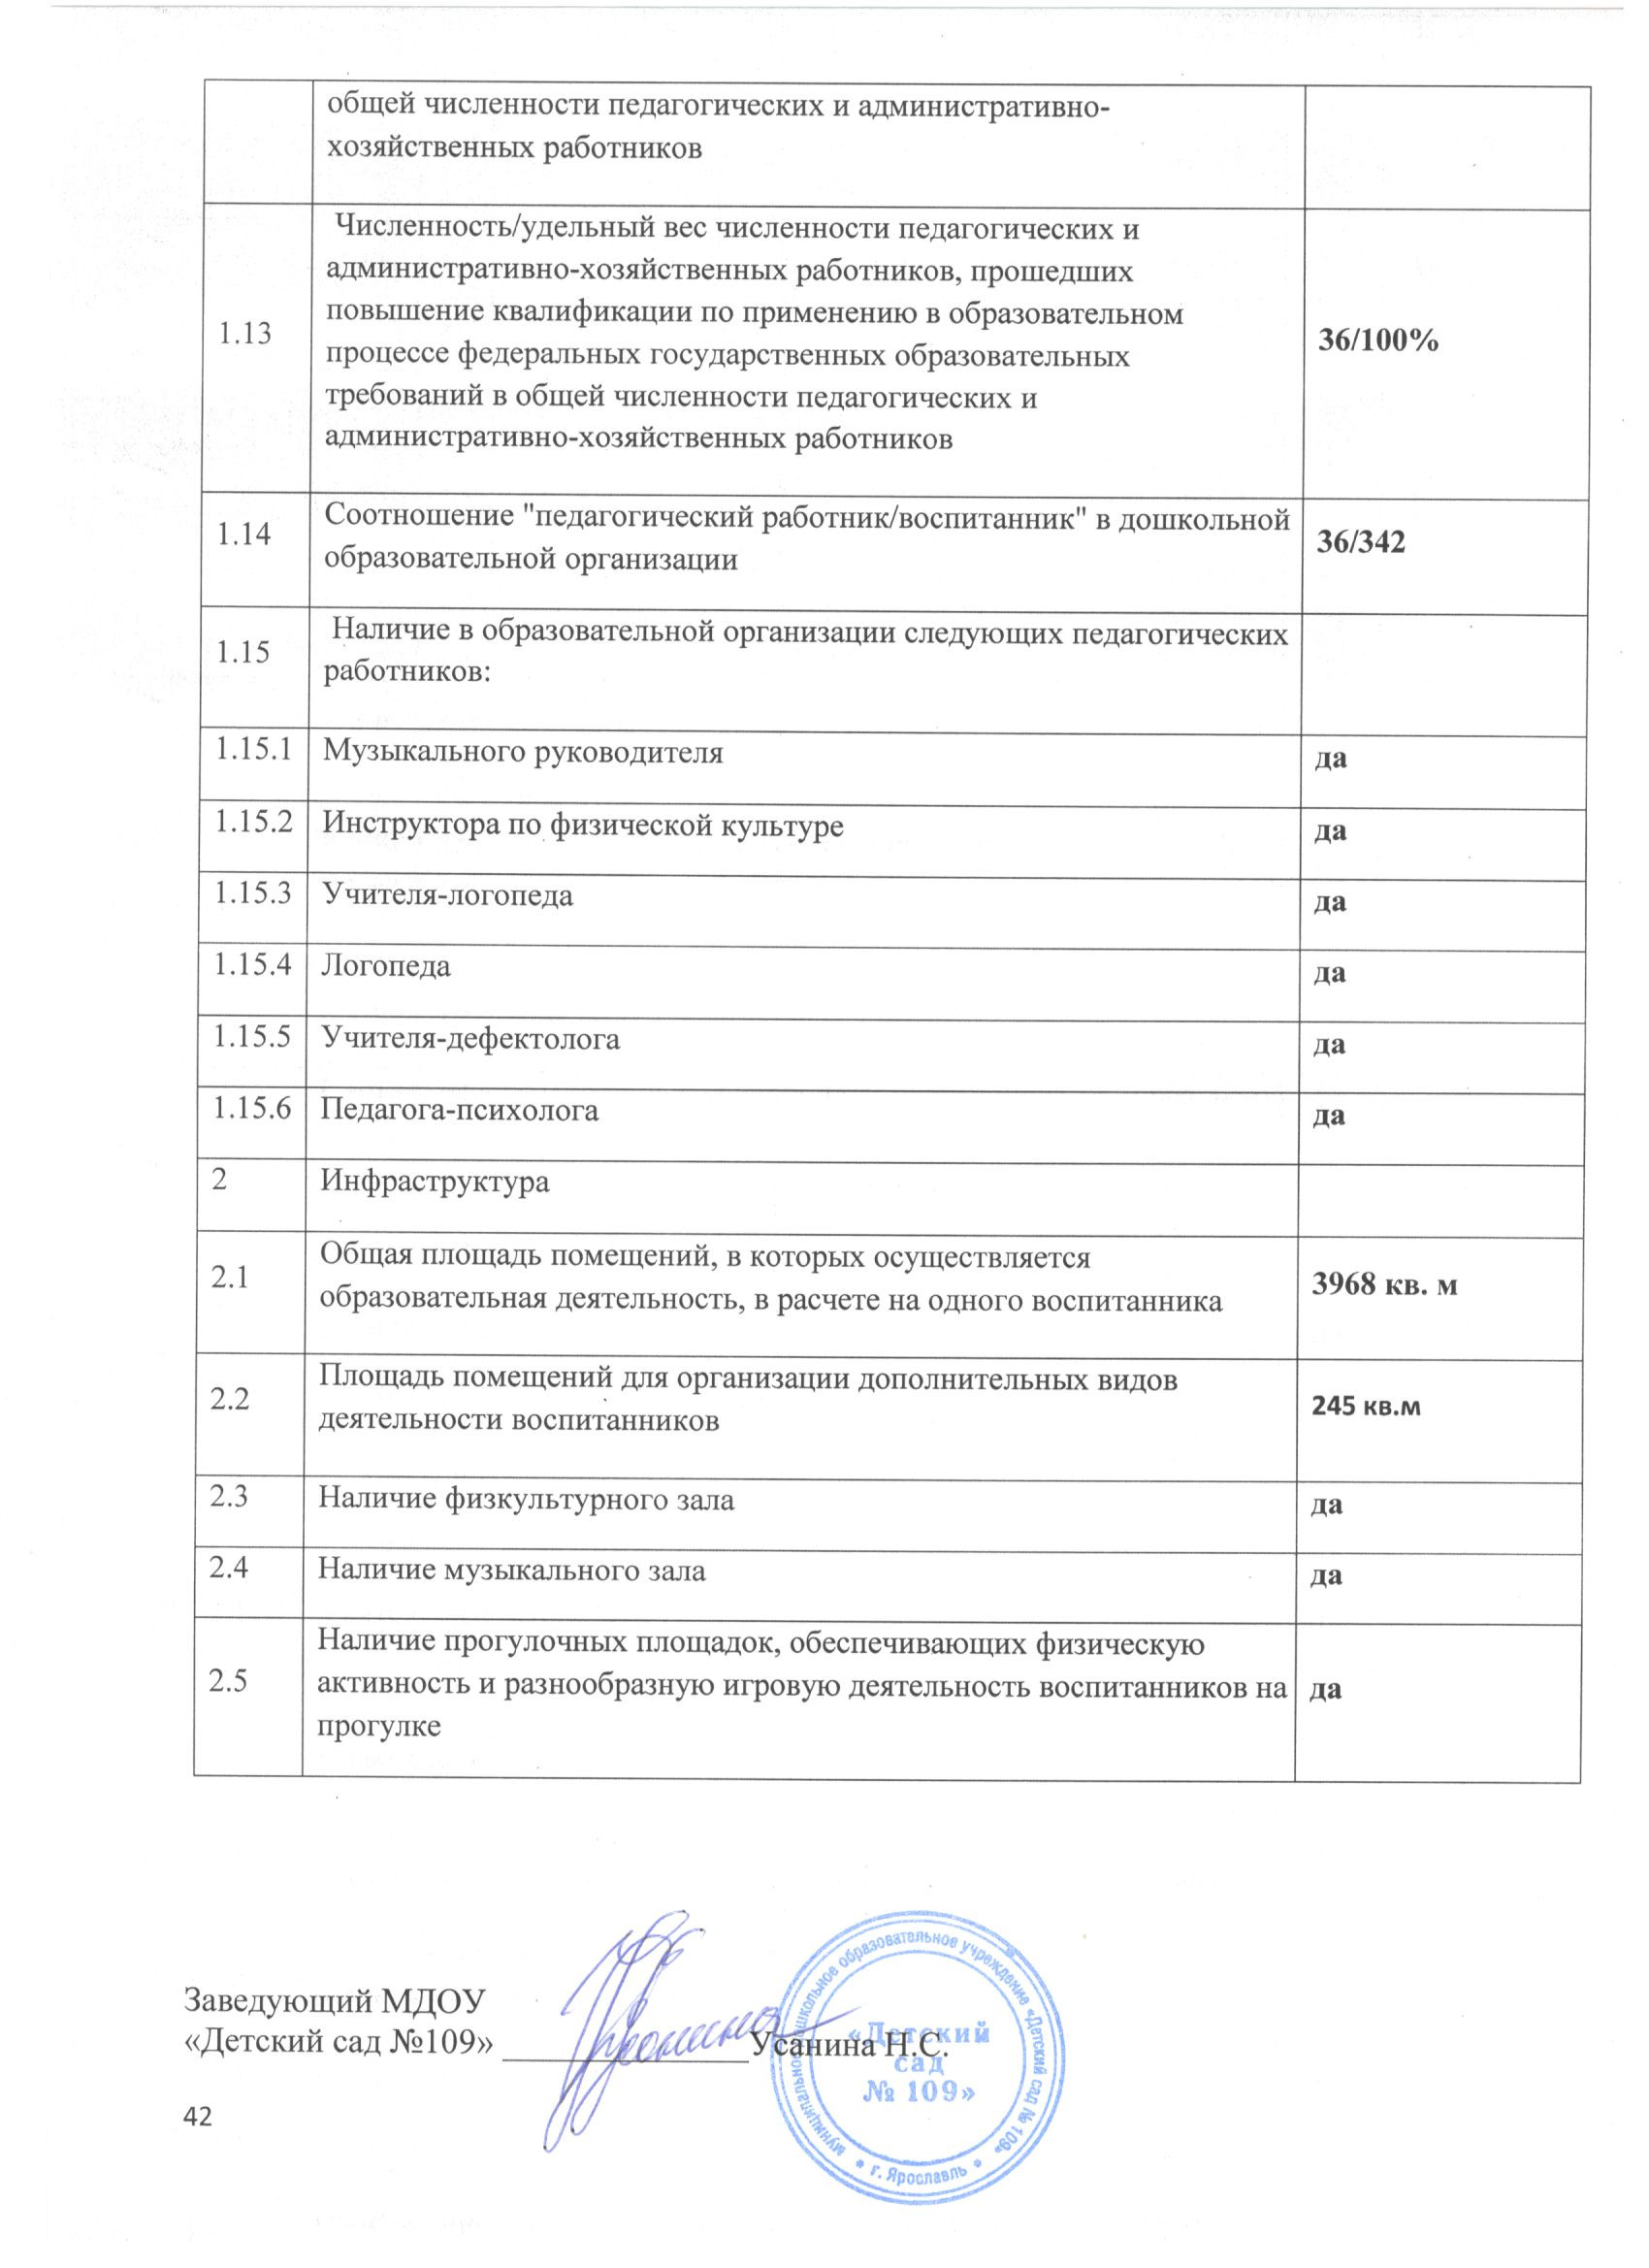 общей численности педагогических и административно-
хозяйственных работников
1.13
Численность/удельный вес численности педагогических и
административно-хозяйственных работников, прошедших
повышение квалификации по применению в образовательном
процессе федеральных государственных образовательных
требований в общей численности педагогических и
административно-хозяйственных работников
36/100%
1.14
Соотношение "педагогический работник/воспитанник" в дошкольной
образовательной организации
36/342
1.15
Наличие в образовательной организации следующих педагогических
работников:
1.15.1 Музыкального руководителя да
1.15.2 Инструктора по физической культуре да
1.15.3 Учителя-логопеда да
1.15.4 Логопеда да
1.15.5 Учителя-дефектолога да
1.15.6 Педагога-психолога да
2 Инфраструктура
2.1
Общая площадь помещений, в которых осуществляется
образовательная деятельность, в расчете на одного воспитанника
3968 кв. м
2.2
Площадь помещений для организации дополнительных видов
деятельности воспитанников
245 кв.м
2.3 Наличие физкультурного зала да
2.4 Наличие музыкального зала да
2.5
Наличие прогулочных площадок, обеспечивающих физическую
активность и разнообразную игровую деятельность воспитанников на
прогулке
да
Заведующий МДОУ
«Детский сад №109» Усанина Н.С.
муниципальное дошкольное образовательное учреждение «Детский сад № 109»
г. Ярославль
«Детский
сад
№ 109»
42